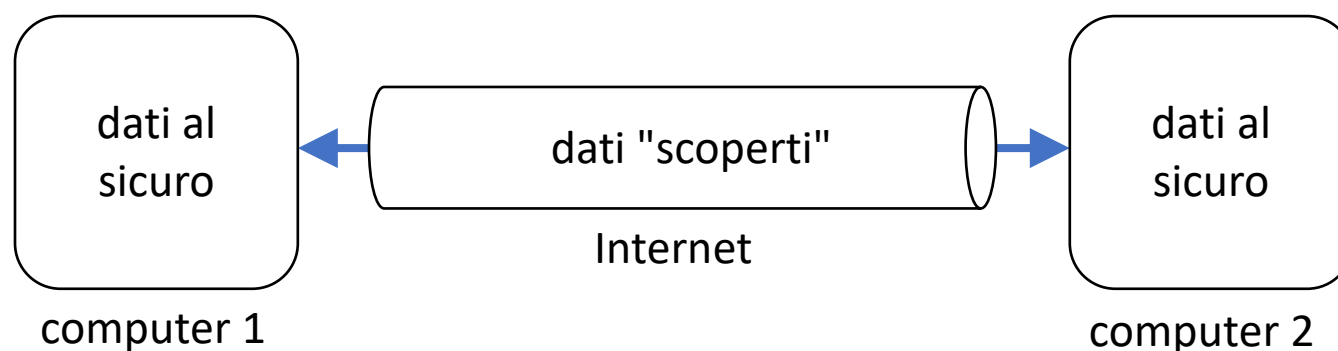 dati al
sicuro
dati "scoperti"
dati al
sicuro
Internet
computer 1
computer 2